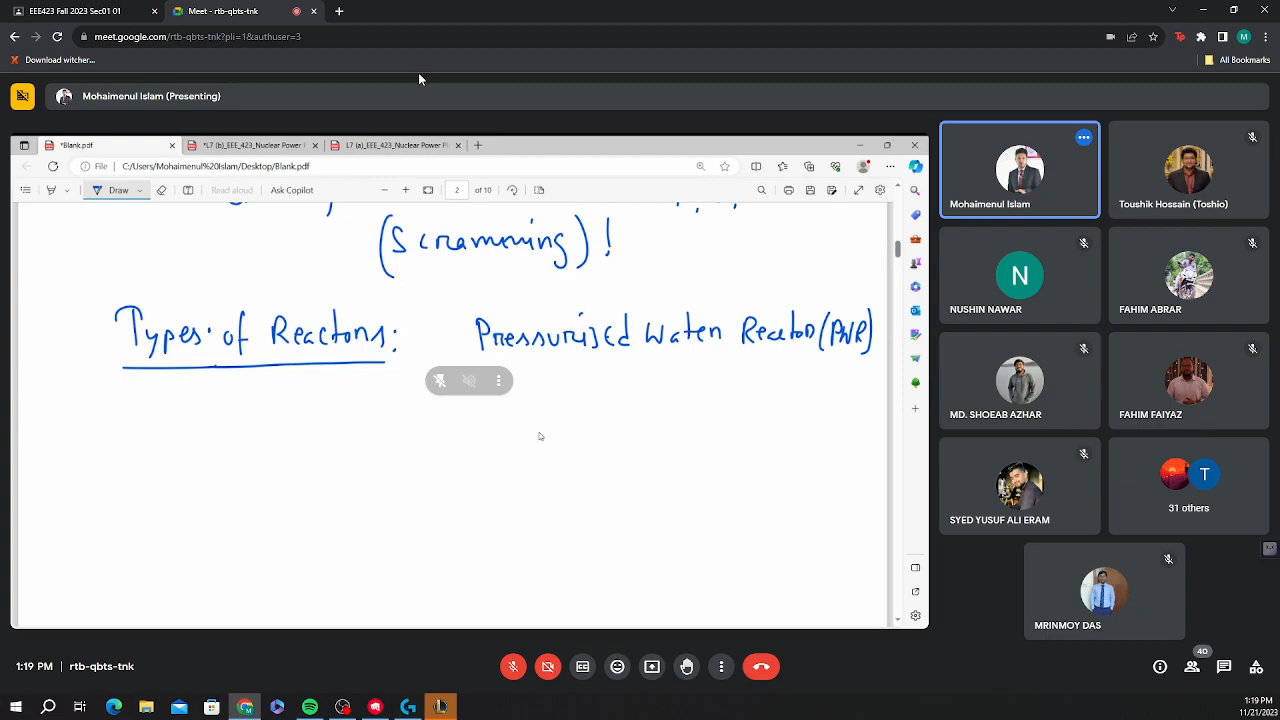 EEE423 Fall 2023 Sec01 01
Meet - rtb-qbts-tnk
meet.google.com/rtb-qbts-tnk?pli=1&authuser=3
Download witcher...
All Bookmarks
Mohaimenul Islam (Presenting)
*Blank.pdf
*L7 (b)_EEE_423_Nuclear Power
L7 (a)_EEE_423_Nuclear Power Pl
File
C:/Users/Mohaimenul%20Islam/Desktop/Blank.pdf
Draw
Read aloud
Ask Copilot
2 of 10
(Scramming)!
Types of Reactors:
Pressurized Water Reactor (PWR)
Mohaimenul Islam
Toushik Hossain (Toshio)
N
NUSHIN NAWAR
FAHIM ABRAR
MD. SHOEAB AZHAR
FAHIM FAIYAZ
SYED YUSUF ALI ERAM
T
31 others
MRINMOY DAS
1:19 PM | rtb-qbts-tnk
40
1:19 PM
11/21/2023